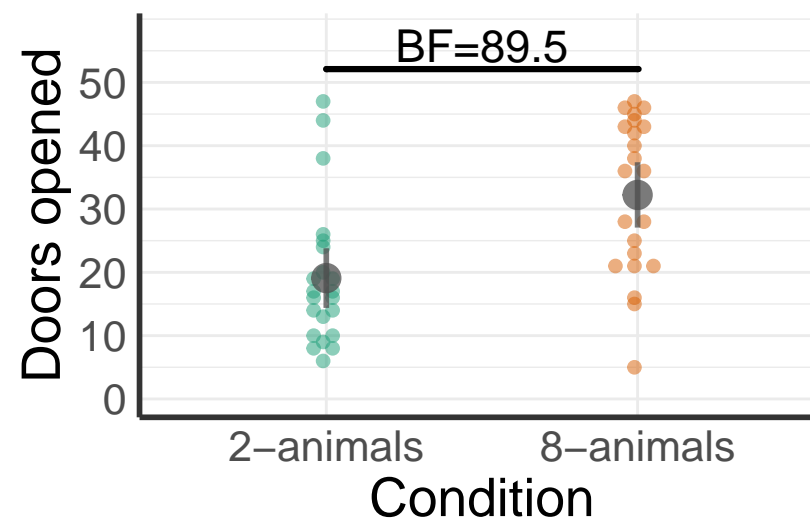 BF=89.5
Doors opened
50
40
30
20
10
0
2−animals
8−animals
Condition